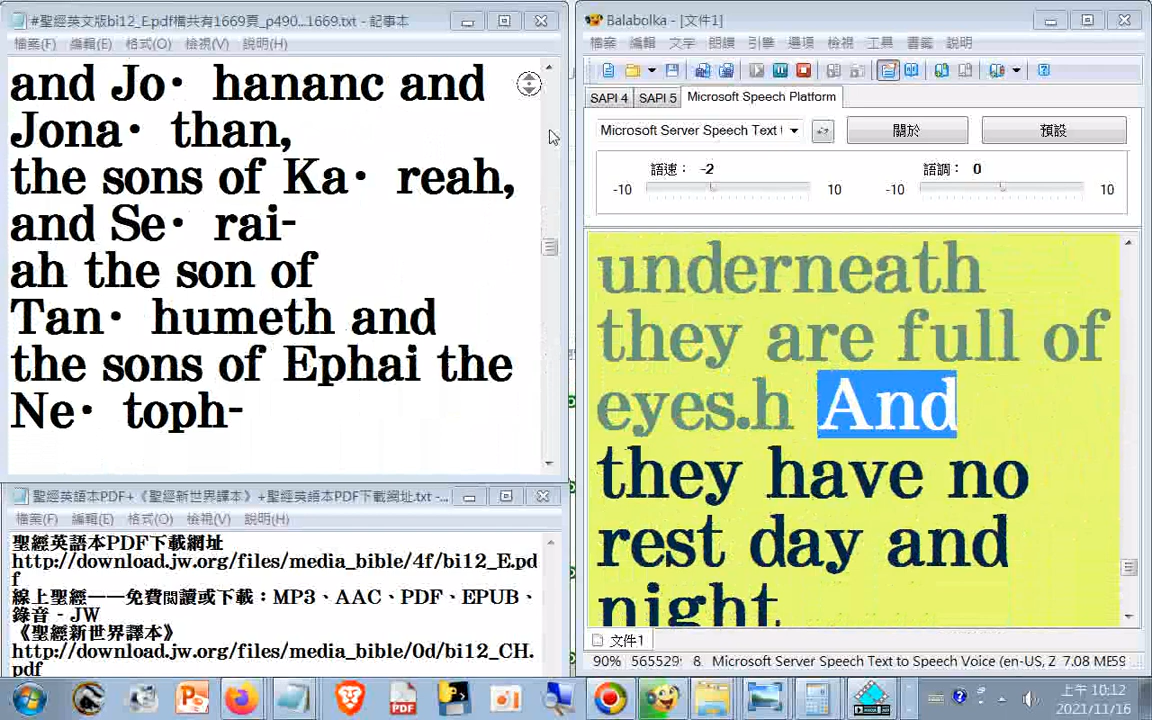 #聖經英文版bi12_Epdf檔共有1669頁_p490...1669.txt - 記事本
檔案(F) 編輯(E) 格式(O) 檢視(V) 說明(H)
and Jo· hananc and
Jona· than,
the sons of Ka· reah,
and Se· rai-
ah the son of
Tan· humeth and
the sons of Ephai the
Ne· toph-
聖經英語本PDF+《聖經新世界譯本》+聖經英語本PDF下載網址.txt -...
檔案(F) 編輯(E) 格式(O) 檢視(V) 說明(H)
聖經英語本PDF下載網址
http://download.jw.org/files/media_bible/4f/bi12_E.pd
f
線上聖經——免費閱讀或下載：MP3、AAC、PDF、EPUB、
錄音 - JW
《聖經新世界譯本》
http://download.jw.org/files/media_bible/0d/bi12_CH.
pdf
Balabolka - [文件1]
檔案 編輯 文字 朗讀 引擎 選項 檢視 工具 書籤 說明
SAPI 4 SAPI 5 Microsoft Speech Platform
Microsoft Server Speech Text 關於 預設
語速： -2 語調： 0
-10 10 -10 10
underneath
they are full of
eyes.h And
they have no
rest day and
night,
文件1
90% 565529 8. Microsoft Server Speech Text to Speech Voice (en-US, Z 7.08 ME
上午 10:12
2021/11/16